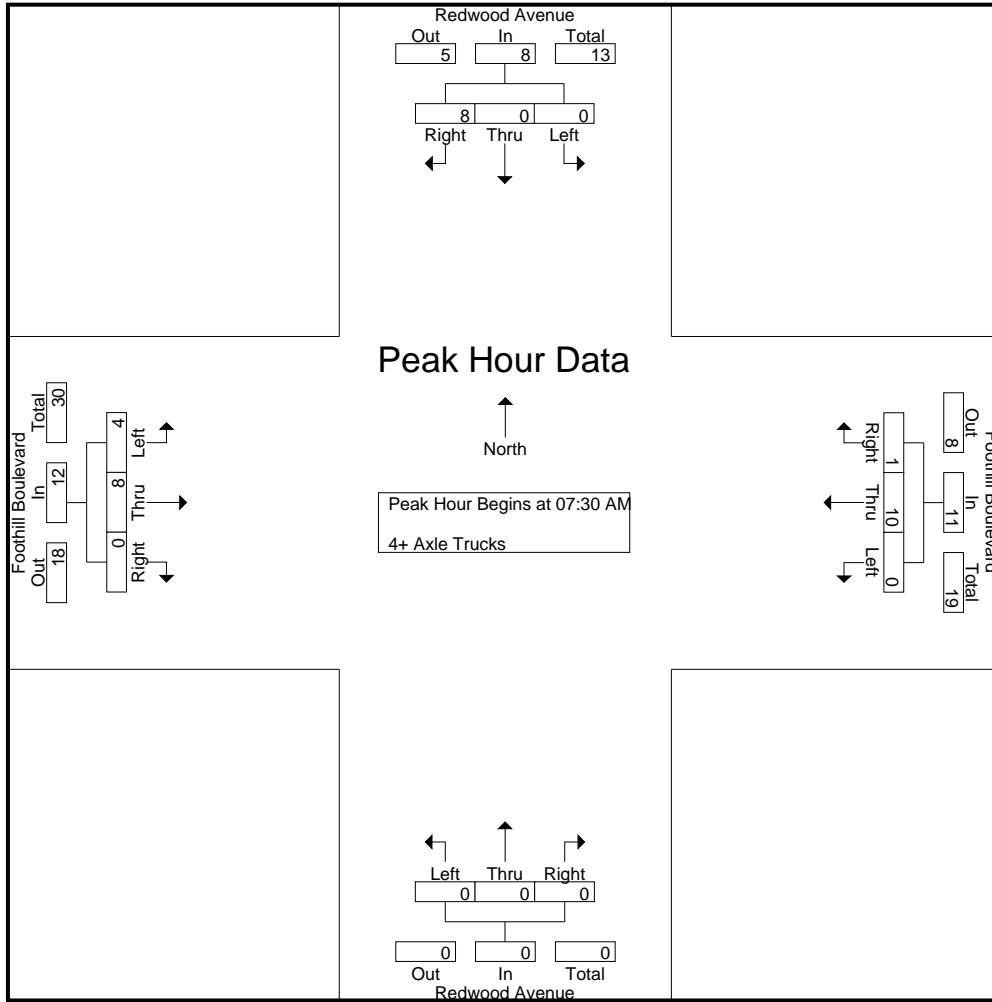 Redwood Avenue
Out In Total
5 8 13
8 0 0
Right Thru Left
Peak Hour Data
North
Peak Hour Begins at 07:30 AM
4+ Axle Trucks
Foothill Boulevard
Out In Total
18 12 30
4 8 0
Left Thru Right
Foothill Boulevard
Out In Total
8 11 19
1 10 0
Right Thru Left
Left Thru Right
0 0 0
0 0 0
Out In Total
Redwood Avenue